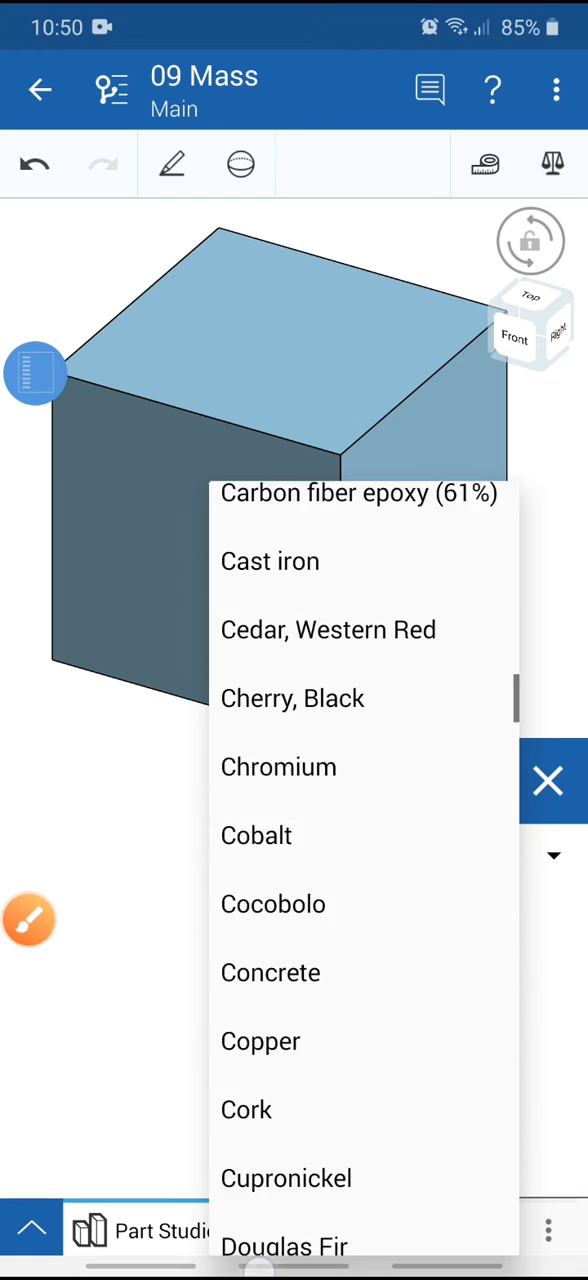 10:50
85%
09 Mass
Main
?
Top
Front
Right
Carbon fiber epoxy (61%)
Cast iron
Cedar, Western Red
Cherry, Black
Chromium
Cobalt
Cocobolo
Concrete
Copper
Cork
Cupronickel
Douglas Fir
Part Studi